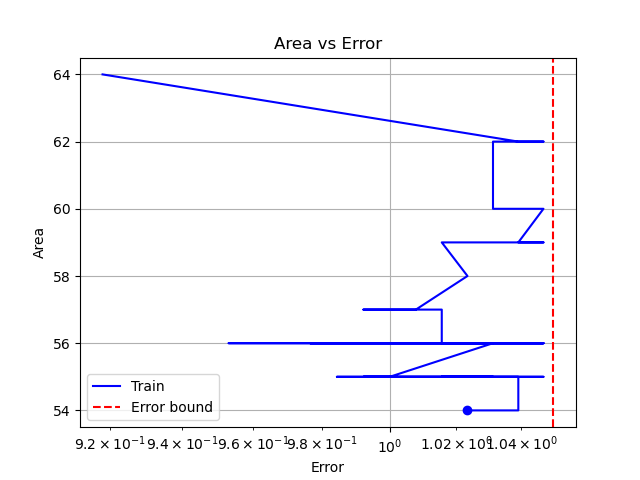 Area vs Error
64
62
60
58
56
54
Area
Train
Error bound
9.2 × 10⁻¹ 9.4 × 10⁻¹ 9.6 × 10⁻¹ 9.8 × 10⁻¹ 10⁰ 1.02 × 10⁰ 1.04 × 10⁰
Error